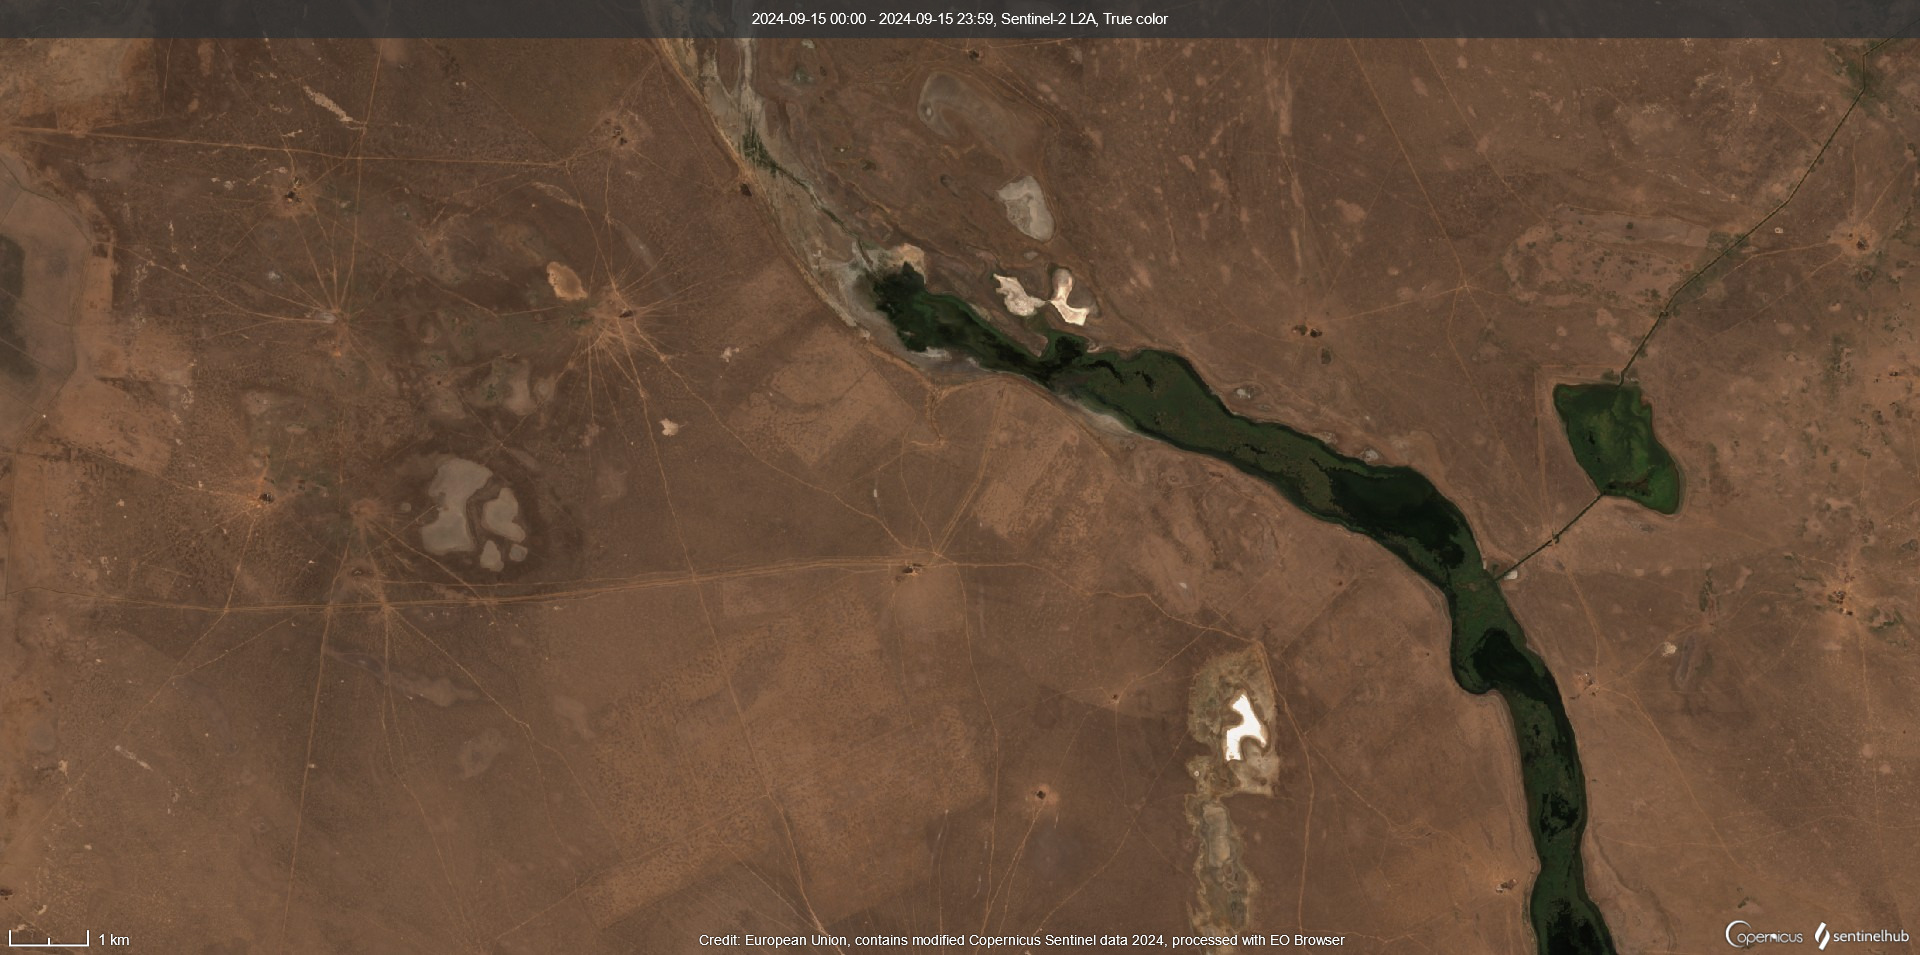 2024-09-15 00:00 - 2024-09-15 23:59, Sentinel-2 L2A, True color
1 km
Credit: European Union, contains modified Copernicus Sentinel data 2024, processed with EO Browser
Copernicus
sentinelhub